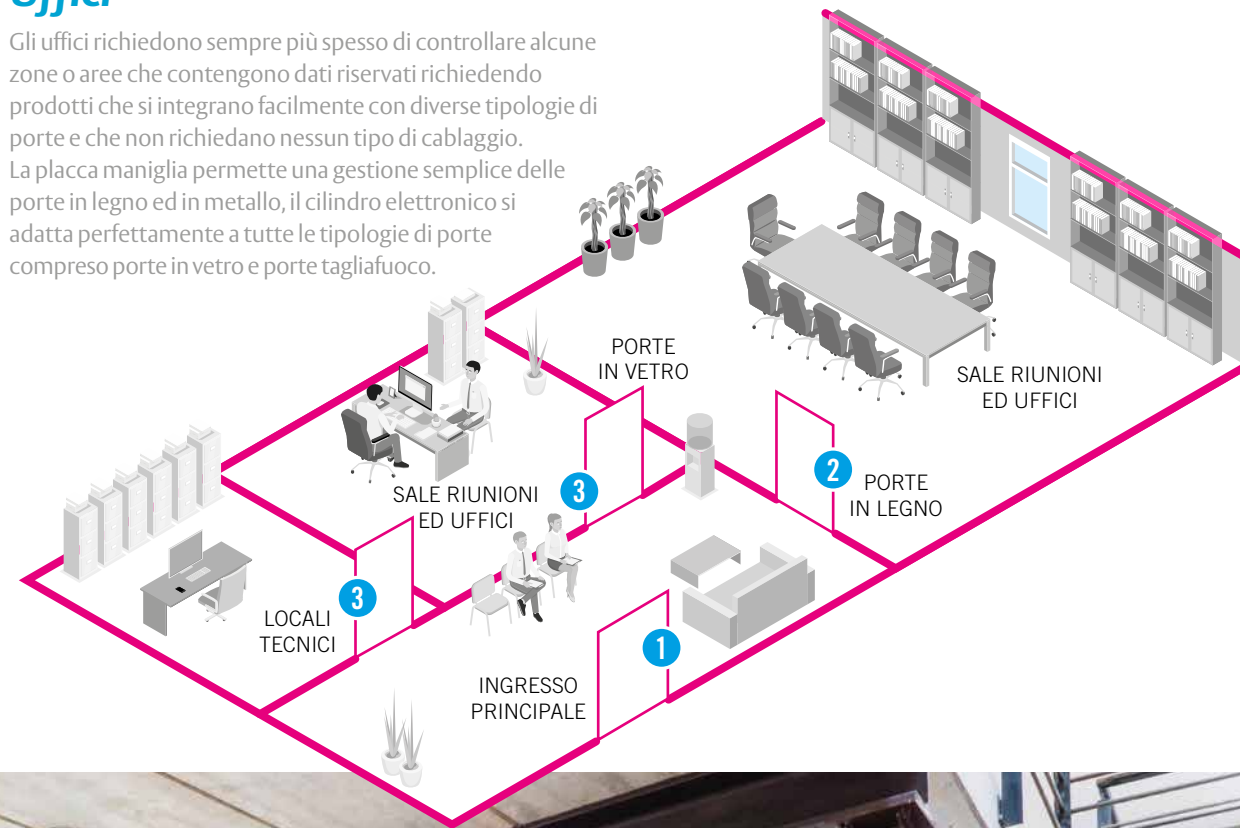 Uffici
Gli uffici richiedono sempre più spesso di controllare alcune
zone o aree che contengono dati riservati richiedendo
prodotti che si integrano facilmente con diverse tipologie di
porte e che non richiedano nessun tipo di cablaggio.
La placca maniglia permette una gestione semplice delle
porte in legno ed in metallo, il cilindro elettronico si
adatta perfettamente a tutte le tipologie di porte
compreso porte in vetro e porte tagliafuoco.
PORTE
IN VETRO
SALE RIUNIONI
ED UFFICI
2
PORTE
IN LEGNO
3
SALE RIUNIONI
ED UFFICI
3
LOCALI
TECNICI
1
INGRESSO
PRINCIPALE